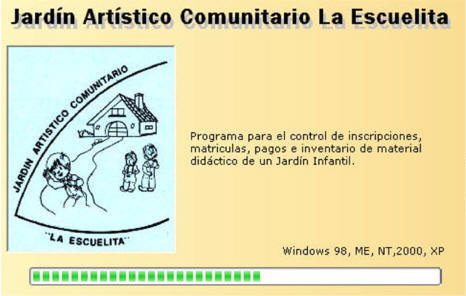 Jardín Artístico Comunitario La Escuelita
JARDIN ARTISTICO COMUNITARIO
"LA ESCUELITA"
Programa para el control de inscripciones,
matriculas, pagos e inventario de material
didáctico de un Jardín Infantil.
Windows 98, ME, NT,2000, XP